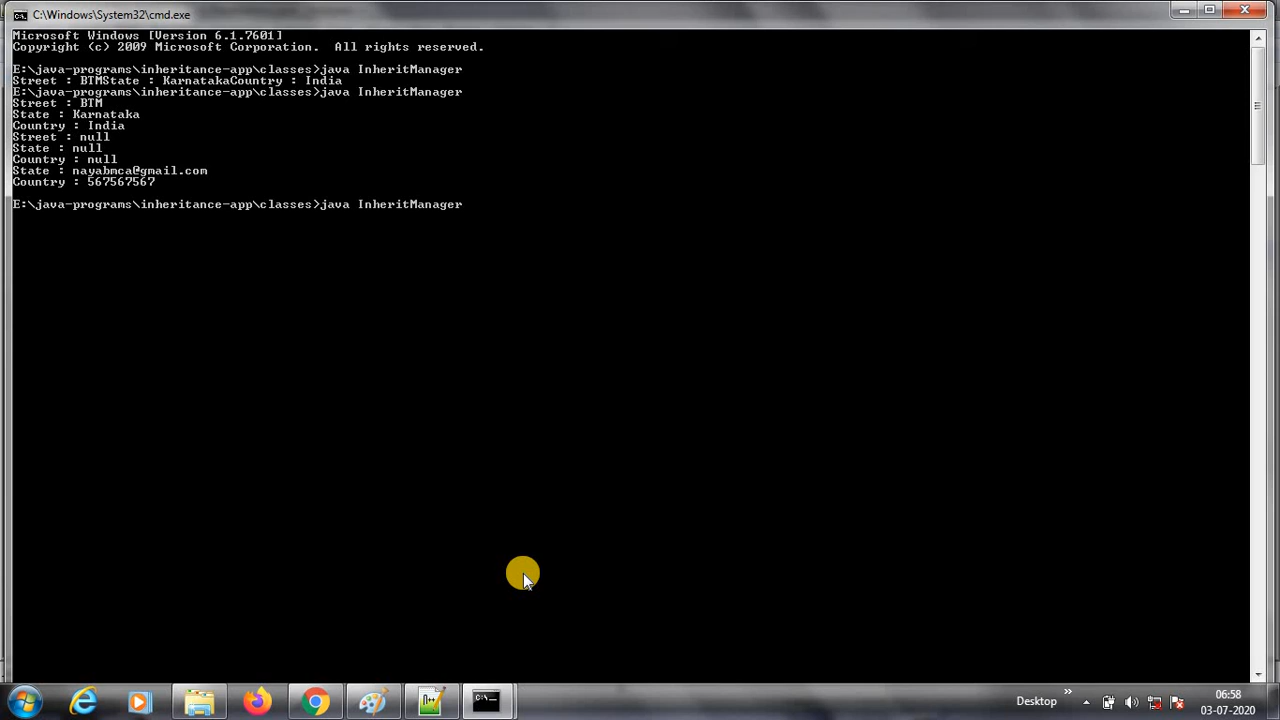 C:\Windows\System32\cmd.exe
Microsoft Windows [Version 6.1.7601]
Copyright (c) 2009 Microsoft Corporation.  All rights reserved.
E:\java-programs\inheritance-app\classes>java InheritManager
Street : BTMState : KarnatakaCountry : India
E:\java-programs\inheritance-app\classes>java InheritManager
Street : BTM
State : Karnataka
Country : India
Street : null
State : null
Country : null
State : nayabmca@gmail.com
Country : 567567567
E:\java-programs\inheritance-app\classes>java InheritManager
Desktop
06:58
03-07-2020